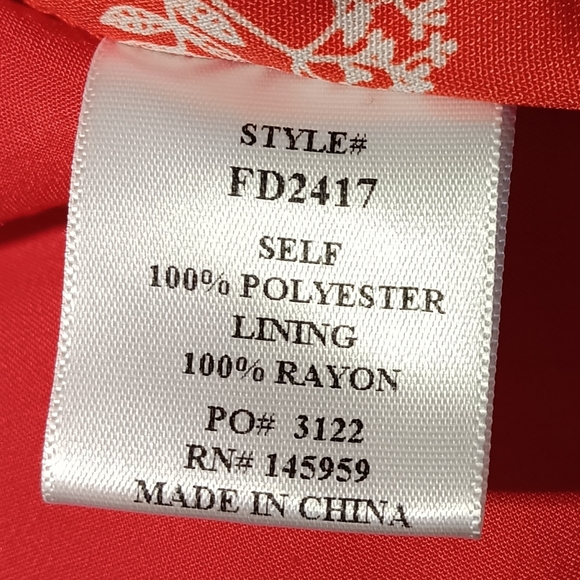 STYLE#
FD2417
SELF
100% POLYESTER
LINING
100% RAYON
PO# 3122
RN# 145959
MADE IN CHINA